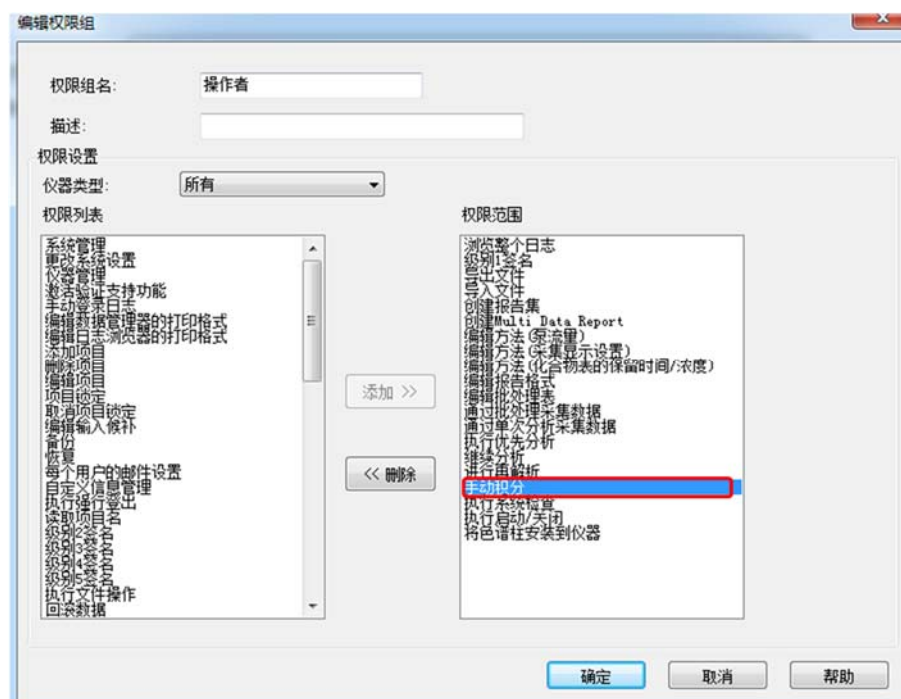 编辑权限组
权限组名:
操作者
描述:
权限设置
仪器类型:
所有
权限列表
系统管理
更改系统设置
仪器管理
激活验证支持功能
手动登录日志
编辑数据管理器的打印格式
编辑日志浏览器的打印格式
添加项目
删除项目
编辑项目
项目锁定
取消项目锁定
编辑输入候补
备份
恢复
每个用户的邮件设置
自定义信息管理
执行强行登出
读取项目名
级别2签名
级别3签名
级别4签名
级别5签名
执行文件操作
回滚数据
添加 >>
<< 删除
权限范围
浏览整个日志
级别1签名
导出文件
导入文件
创建报告集
创建Multi Data Report
编辑方法(泵流量)
编辑方法(采集显示设置)
编辑方法(化合物表的保留时间/浓度)
编辑报告格式
编辑批处理表
通过批处理采集数据
通过单次分析采集数据
执行优先分析
继续分析
进行再解析
手动积分
执行系统检查
执行启动/关闭
将色谱柱安装到仪器
确定
取消
帮助